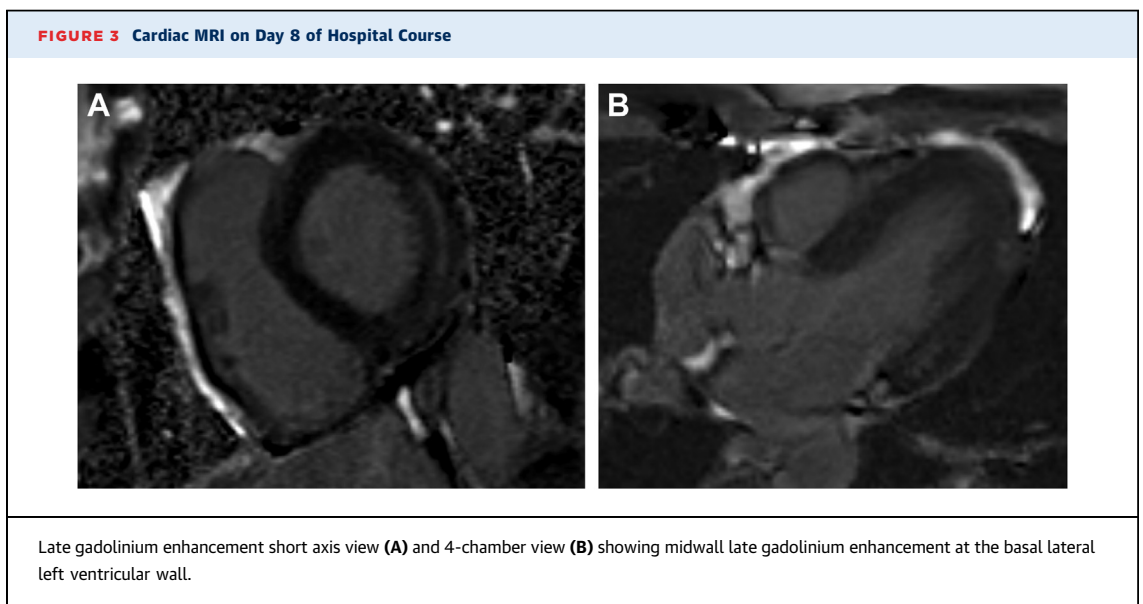 FIGURE 3 Cardiac MRI on Day 8 of Hospital Course
A
B
Late gadolinium enhancement short axis view (A) and 4-chamber view (B) showing midwall late gadolinium enhancement at the basal lateral
left ventricular wall.